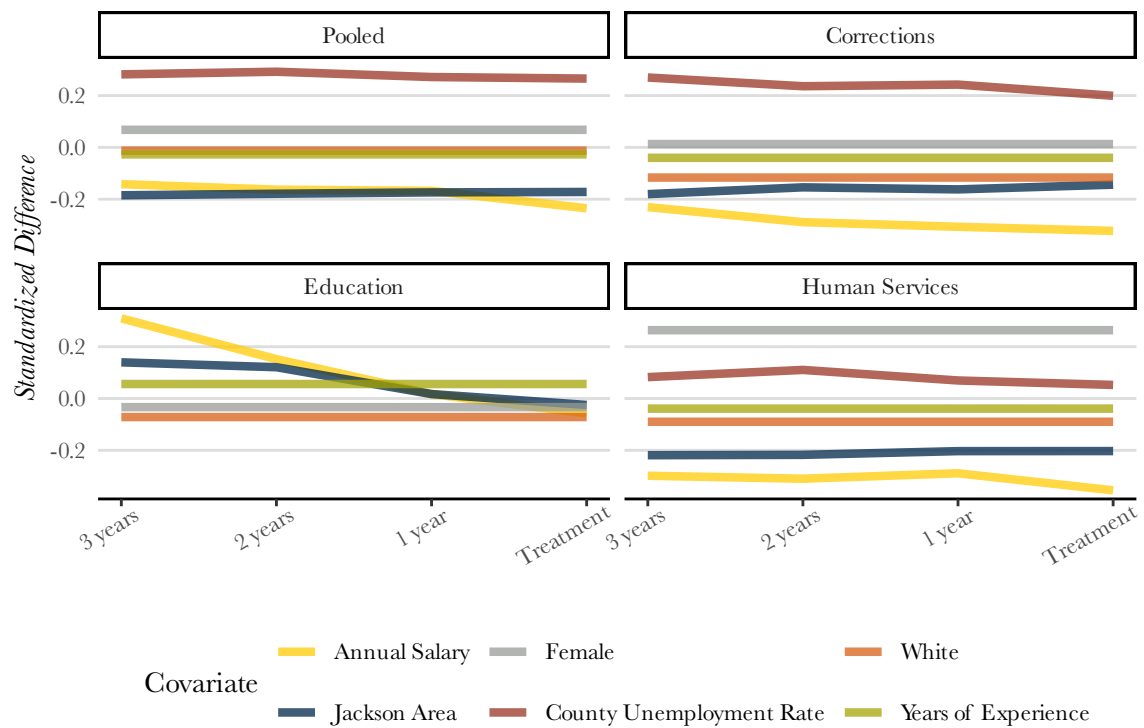 Pooled
Corrections
0.2
0.0
-0.2
Standardized Difference
Education
Human Services
0.2
0.0
-0.2
3 years
2 years
1 year
Treatment
3 years
2 years
1 year
Treatment
Covariate
Annual Salary
Female
White
Jackson Area
County Unemployment Rate
Years of Experience